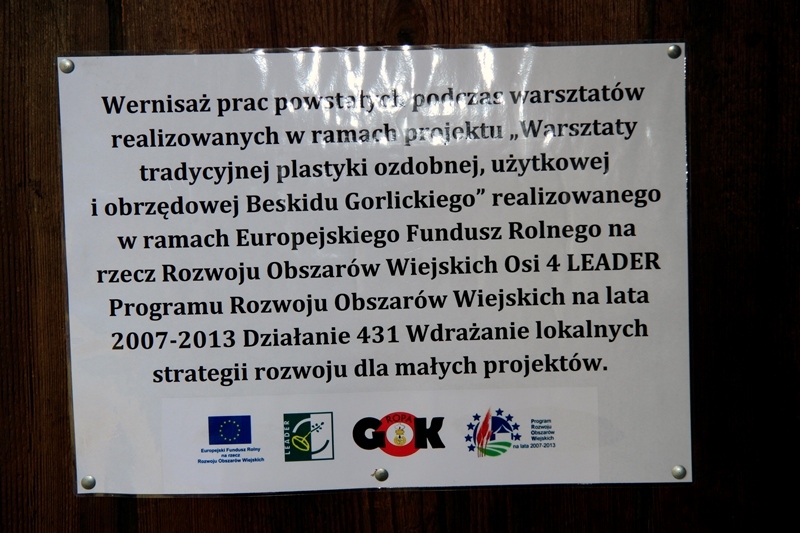 Wernisaż prac powstałych podczas warsztatów
realizowanych w ramach projektu „Warsztaty
tradycyjnej plastyki ozdobnej, użytkowej
i obrzędowej Beskidu Gorlickiego” realizowanego
w ramach Europejskiego Fundusz Rolnego na
rzecz Rozwoju Obszarów Wiejskich Osi 4 LEADER
Programu Rozwoju Obszarów Wiejskich na lata
2007-2013 Działanie 431 Wdrażanie lokalnych
strategii rozwoju dla małych projektów.
Europejski Fundusz Rolny
na rzecz
Rozwoju Obszarów Wiejskich
LEADER
ROPA
GOK
Program
Rozwoju
Obszarów
Wiejskich
na lata 2007-2013